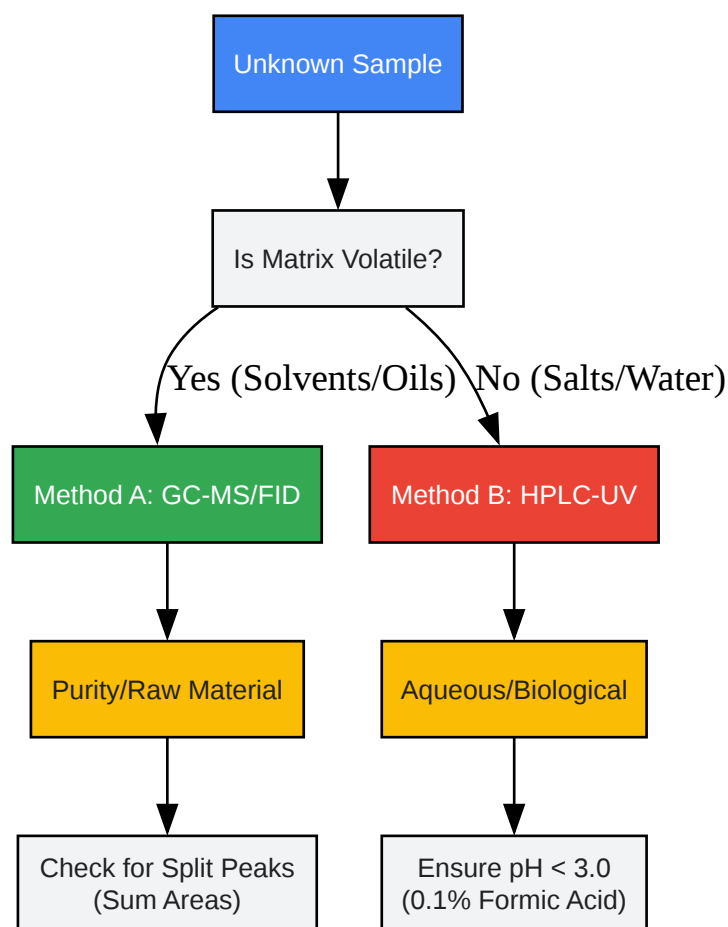 Unknown Sample
Is Matrix Volatile?
Yes (Solvents/Oils)
No (Salts/Water)
Method A: GC-MS/FID
Method B: HPLC-UV
Purity/Raw Material
Aqueous/Biological
Check for Split Peaks
(Sum Areas)
Ensure pH < 3.0
(0.1% Formic Acid)